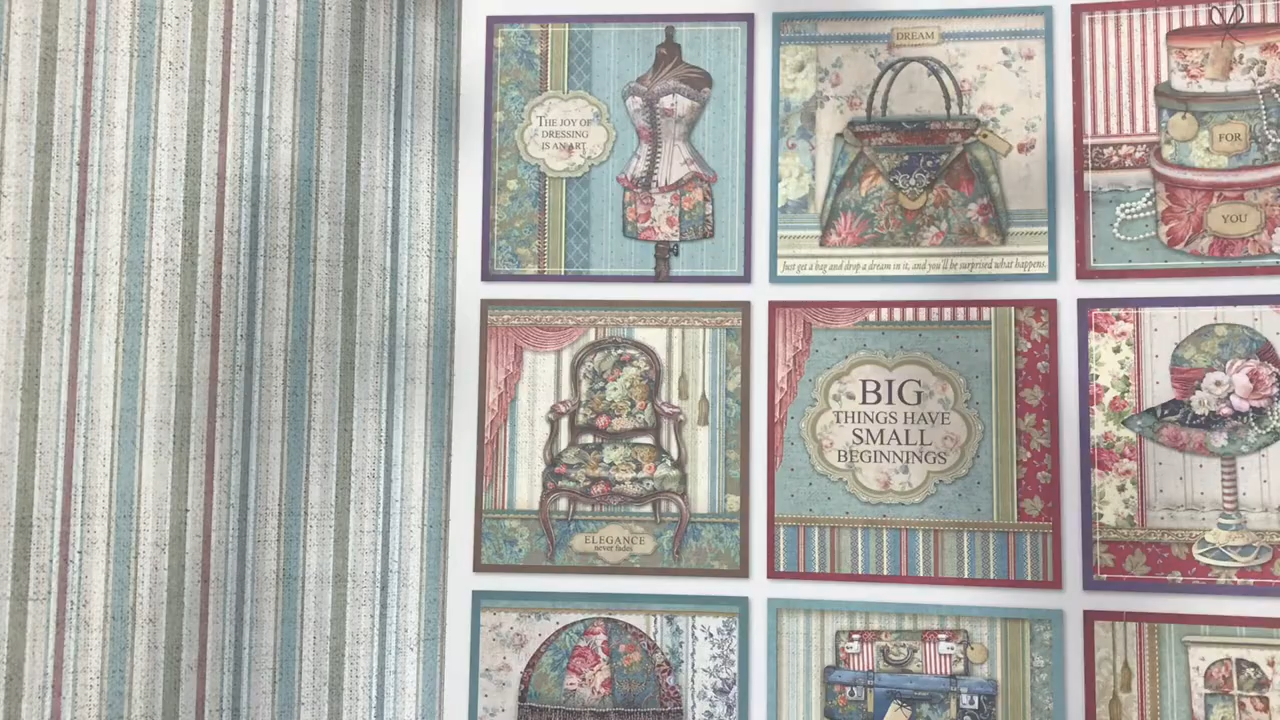 THE JOY OF
DRESSING
IS AN ART
DREAM
Just get a bag and drop a dream in it, and you'll be surprised what happens.
FOR
YOU
ELEGANCE
never fades
BIG
THINGS HAVE
SMALL
BEGINNINGS